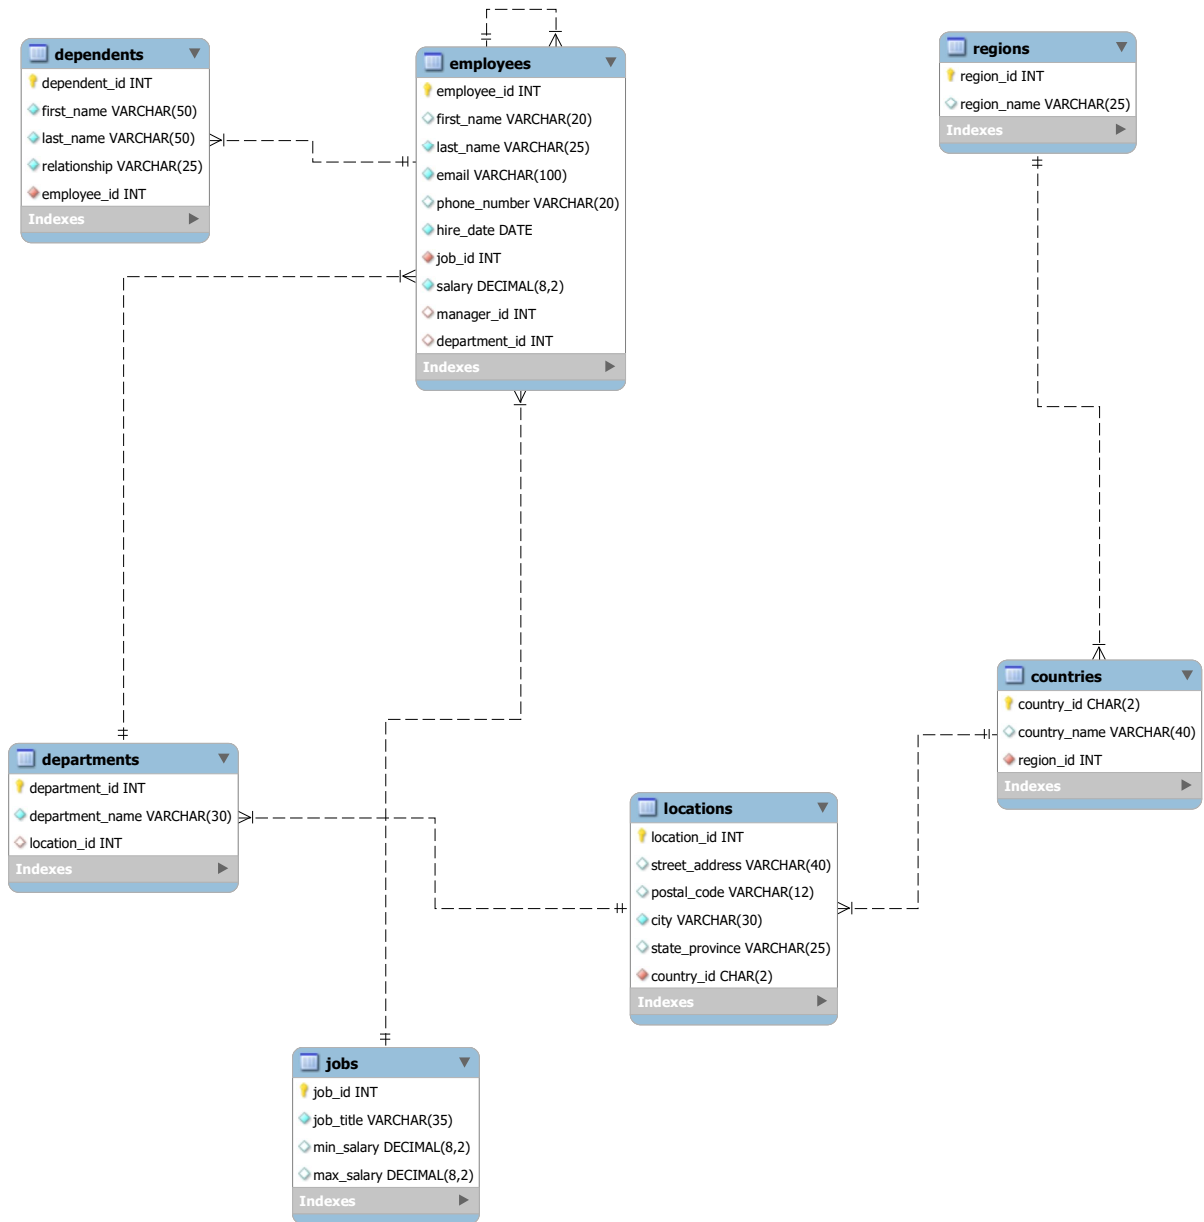 dependents
dependent_id INT
first_name VARCHAR(50)
last_name VARCHAR(50)
relationship VARCHAR(25)
employee_id INT
Indexes
employees
employee_id INT
first_name VARCHAR(20)
last_name VARCHAR(25)
email VARCHAR(100)
phone_number VARCHAR(20)
hire_date DATE
job_id INT
salary DECIMAL(8,2)
manager_id INT
department_id INT
Indexes
regions
region_id INT
region_name VARCHAR(25)
Indexes
countries
country_id CHAR(2)
country_name VARCHAR(40)
region_id INT
Indexes
departments
department_id INT
department_name VARCHAR(30)
location_id INT
Indexes
locations
location_id INT
street_address VARCHAR(40)
postal_code VARCHAR(12)
city VARCHAR(30)
state_province VARCHAR(25)
country_id CHAR(2)
Indexes
jobs
job_id INT
job_title VARCHAR(35)
min_salary DECIMAL(8,2)
max_salary DECIMAL(8,2)
Indexes